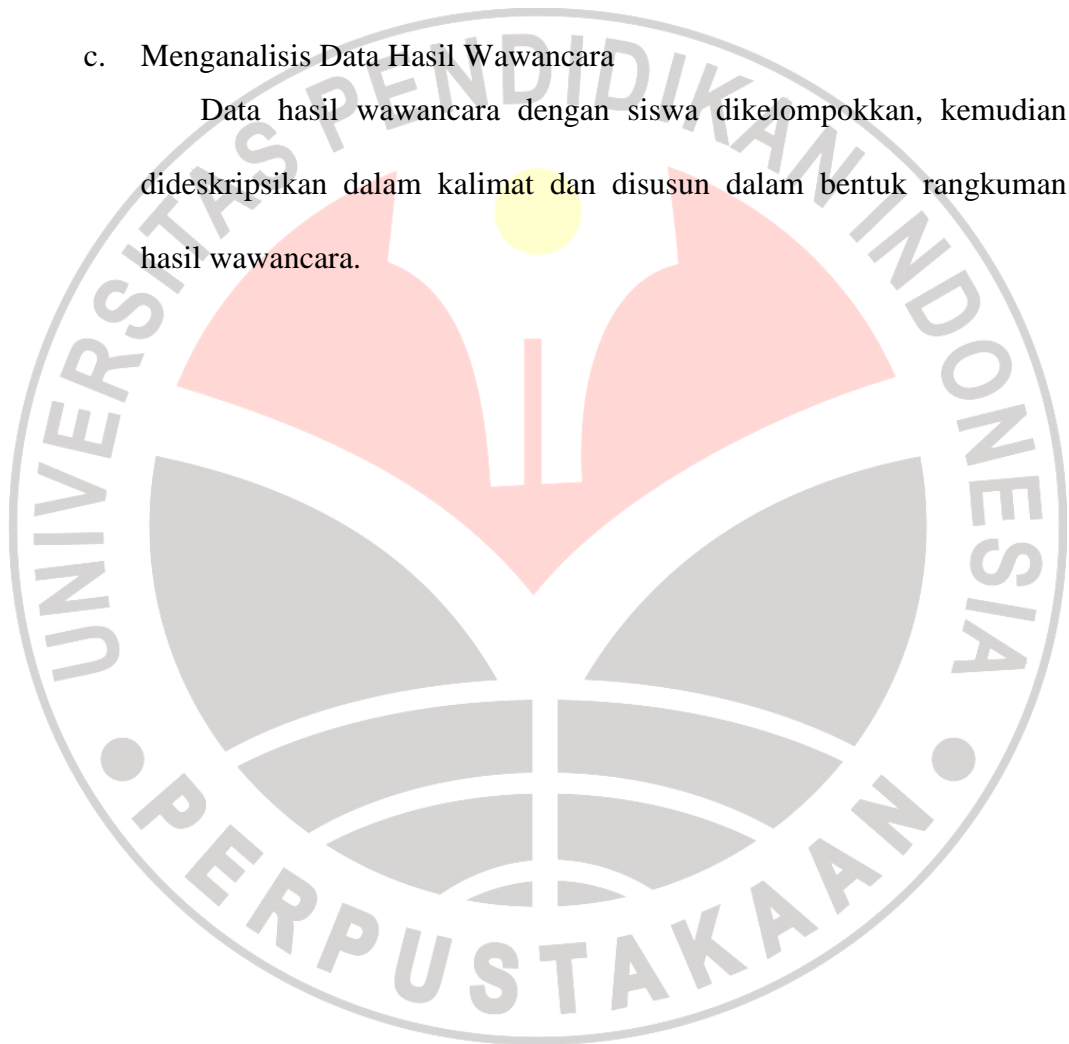 c. Menganalisis Data Hasil Wawancara
Data hasil wawancara dengan siswa dikelompokkan, kemudian
dideskripsikan dalam kalimat dan disusun dalam bentuk rangkuman
hasil wawancara.
UNIVERSITAS PENDIDIKAN INDONESIA
PERPUSTAKAAN